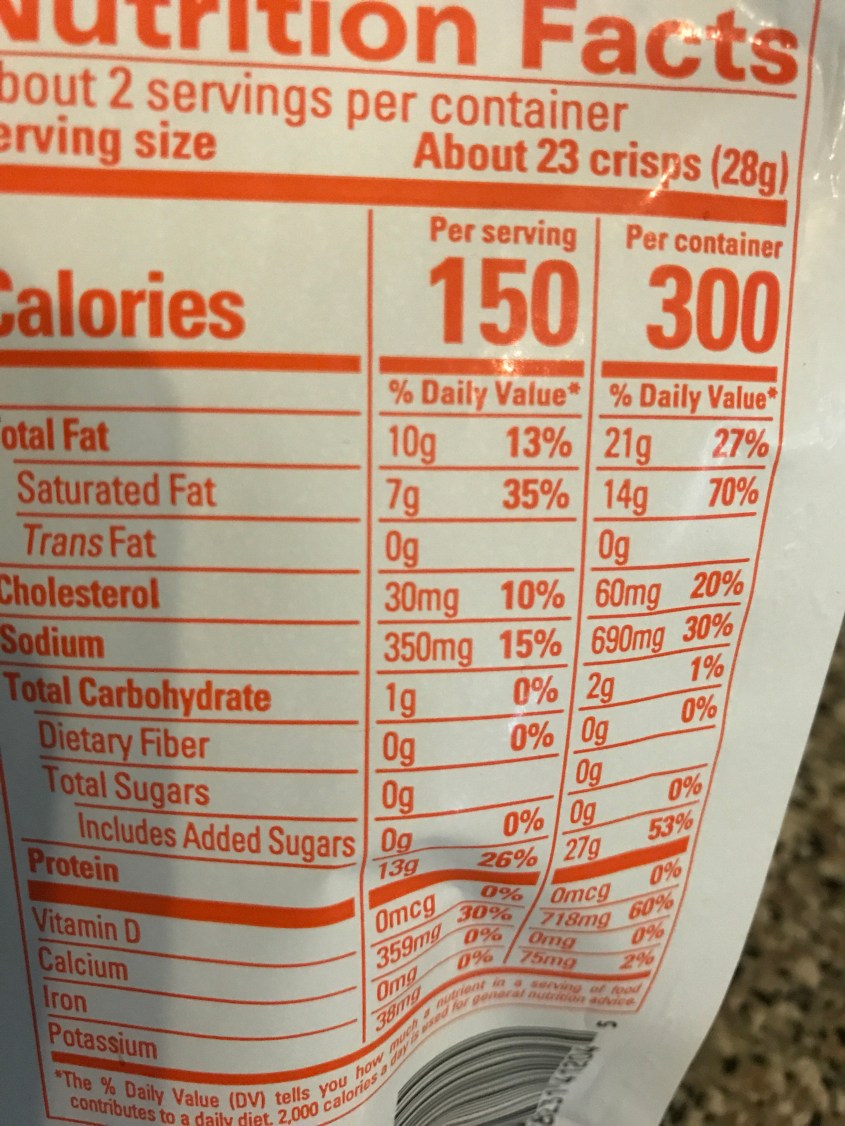 Nutrition Facts
bout 2 servings per container
erving size About 23 crisps (28g)
Per serving Per container
Calories 150 300
% Daily Value* % Daily Value*
otal Fat 10g 13% 21g 27%
Saturated Fat 7g 35% 14g 70%
Trans Fat 0g 0g
Cholesterol 30mg 10% 60mg 20%
Sodium 350mg 15% 690mg 30%
Total Carbohydrate 1g 0% 2g 1%
Dietary Fiber 0g 0% 0g 0%
Total Sugars 0g 0g
Includes Added Sugars 0g 0% 0g 0%
Protein 13g 26% 27g 53%
Vitamin D 0mcg 0% 0mcg 0%
Calcium 359mg 30% 718mg 60%
Iron 0mg 0% 0mg 0%
Potassium 38mg 0% 75mg 2%
*The % Daily Value (DV) tells you how much a nutrient in a serving of food
contributes to a daily diet. 2,000 calories a day is used for general nutrition advice.